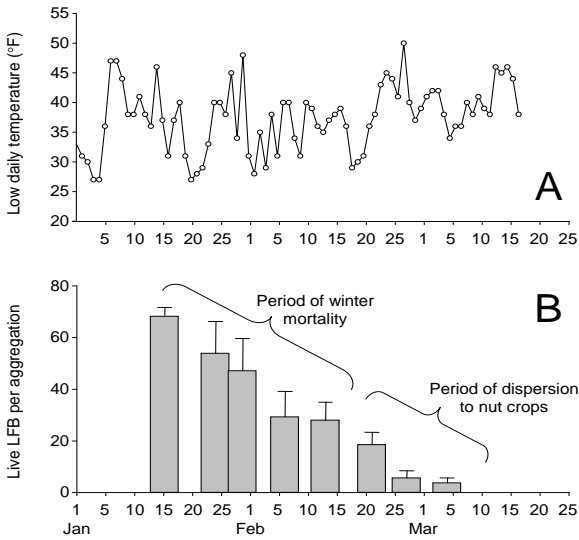 Low daily temperature (°F)
55
50
45
40
35
30
25
20
A
5 10 15 20 25 1 5 10 15 20 25 1 5 10 15 20 25
Live LFB per aggregation
80
60
40
20
0
B
Period of winter
mortality
Period of dispersion
to nut crops
1 5 10 15 20 25 1 5 10 15 20 25 1 5 10 15 20 25
Jan Feb Mar